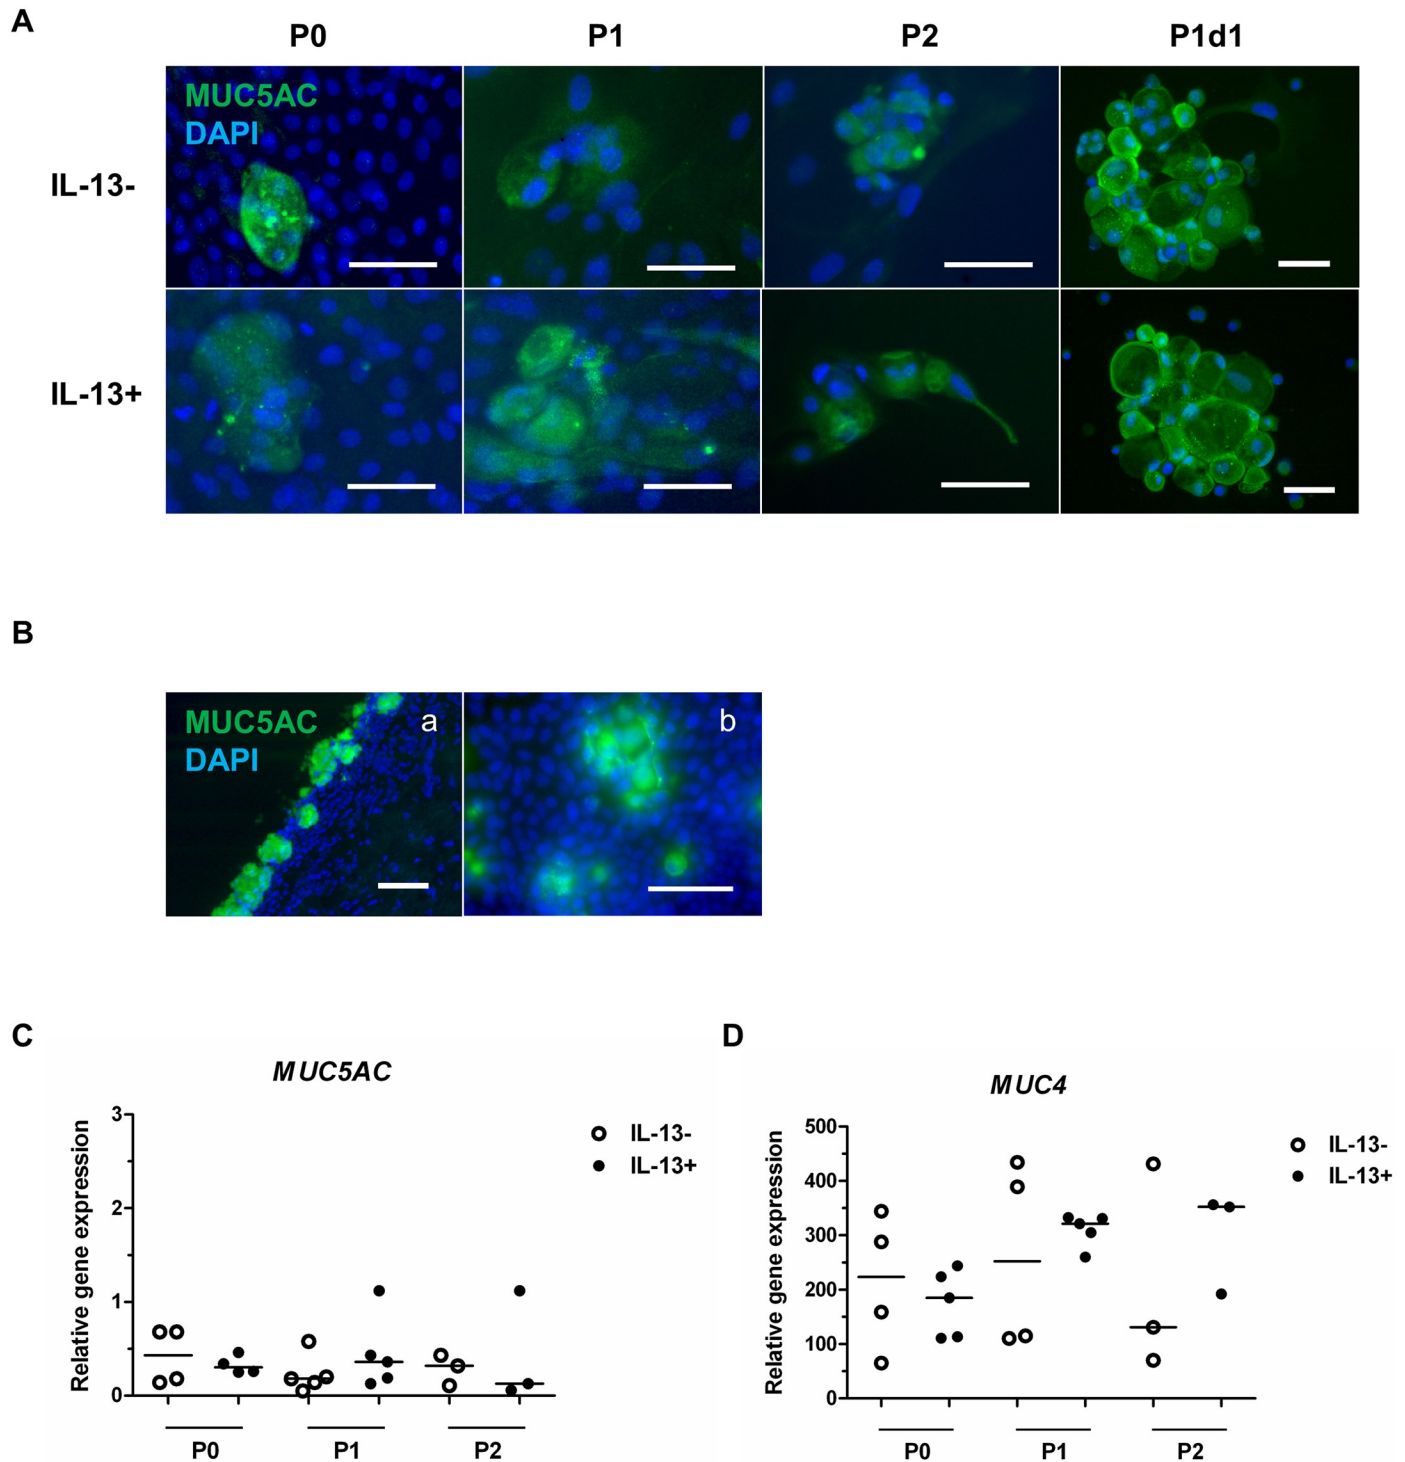 A
P0 P1 P2 P1d1
MUC5AC
DAPI
IL-13-
IL-13+
B
MUC5AC
DAPI
a
b
C
MUC5AC
Relative gene expression
3
2
1
0
IL-13-
IL-13+
P0 P1 P2
D
MUC4
Relative gene expression
500
400
300
200
100
0
IL-13-
IL-13+
P0 P1 P2